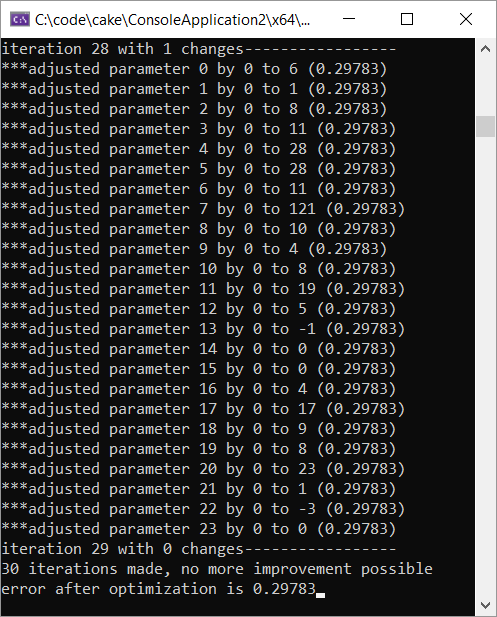 C:\code\cake\ConsoleApplication2\x64\...
iteration 28 with 1 changes-----------------
***adjusted parameter 0 by 0 to 6 (0.29783)
***adjusted parameter 1 by 0 to 1 (0.29783)
***adjusted parameter 2 by 0 to 8 (0.29783)
***adjusted parameter 3 by 0 to 11 (0.29783)
***adjusted parameter 4 by 0 to 28 (0.29783)
***adjusted parameter 5 by 0 to 28 (0.29783)
***adjusted parameter 6 by 0 to 11 (0.29783)
***adjusted parameter 7 by 0 to 121 (0.29783)
***adjusted parameter 8 by 0 to 10 (0.29783)
***adjusted parameter 9 by 0 to 4 (0.29783)
***adjusted parameter 10 by 0 to 8 (0.29783)
***adjusted parameter 11 by 0 to 19 (0.29783)
***adjusted parameter 12 by 0 to 5 (0.29783)
***adjusted parameter 13 by 0 to -1 (0.29783)
***adjusted parameter 14 by 0 to 0 (0.29783)
***adjusted parameter 15 by 0 to 0 (0.29783)
***adjusted parameter 16 by 0 to 4 (0.29783)
***adjusted parameter 17 by 0 to 17 (0.29783)
***adjusted parameter 18 by 0 to 9 (0.29783)
***adjusted parameter 19 by 0 to 8 (0.29783)
***adjusted parameter 20 by 0 to 23 (0.29783)
***adjusted parameter 21 by 0 to 1 (0.29783)
***adjusted parameter 22 by 0 to -3 (0.29783)
***adjusted parameter 23 by 0 to 0 (0.29783)
iteration 29 with 0 changes-----------------
30 iterations made, no more improvement possible
error after optimization is 0.29783